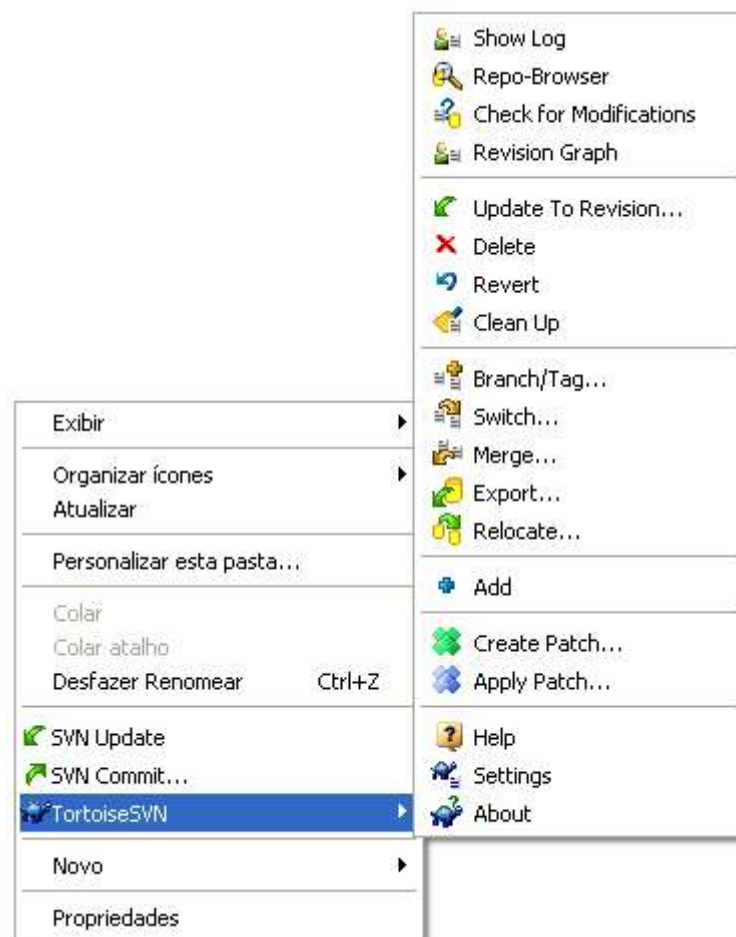 Show Log
Repo-Browser
Check for Modifications
Revision Graph
Update To Revision...
Delete
Revert
Clean Up
Branch/Tag...
Switch...
Merge...
Export...
Relocate...
Add
Create Patch...
Apply Patch...
Help
Settings
About
Exibir
Organizar ícones
Atualizar
Personalizar esta pasta...
Colar
Colar atalho
Desfazer Renomear Ctrl+Z
SVN Update
SVN Commit...
TortoiseSVN
Novo
Propriedades